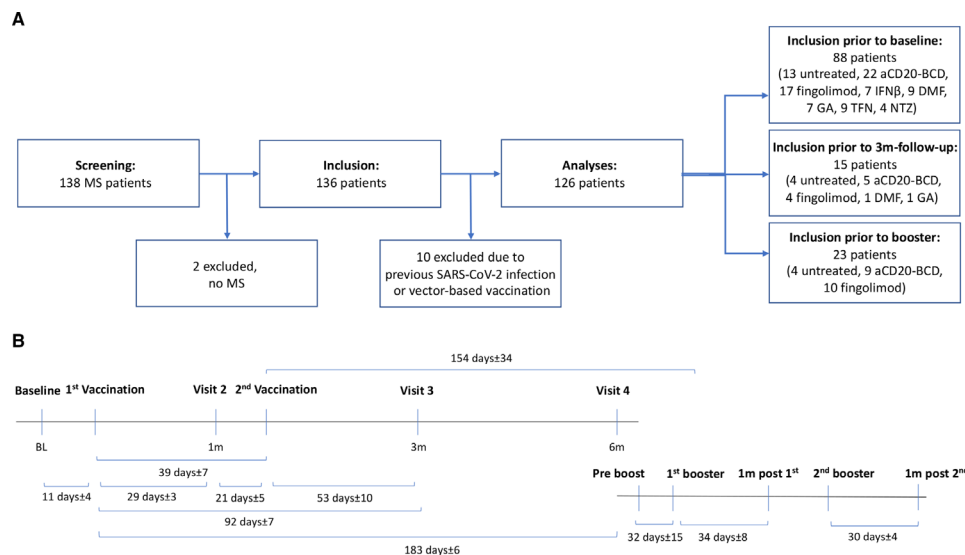 A
Screening:
138 MS patients
2 excluded,
no MS
Inclusion:
136 patients
10 excluded due to
previous SARS-CoV-2 infection
or vector-based vaccination
Analyses:
126 patients
Inclusion prior to baseline:
88 patients
(13 untreated, 22 aCD20-BCD,
17 fingolimod, 7 IFNβ, 9 DMF,
7 GA, 9 TFN, 4 NTZ)
Inclusion prior to 3m-follow-up:
15 patients
(4 untreated, 5 aCD20-BCD,
4 fingolimod, 1 DMF, 1 GA)
Inclusion prior to booster:
23 patients
(4 untreated, 9 aCD20-BCD,
10 fingolimod)
B
154 days±34
Baseline 1st Vaccination Visit 2 2nd Vaccination Visit 3 Visit 4
BL 1m 3m 6m
39 days±7
11 days±4 29 days±3 21 days±5 53 days±10
92 days±7
183 days±6
Pre boost 1st booster 1m post 1st 2nd booster 1m post 2nd
32 days±15 34 days±8 30 days±4